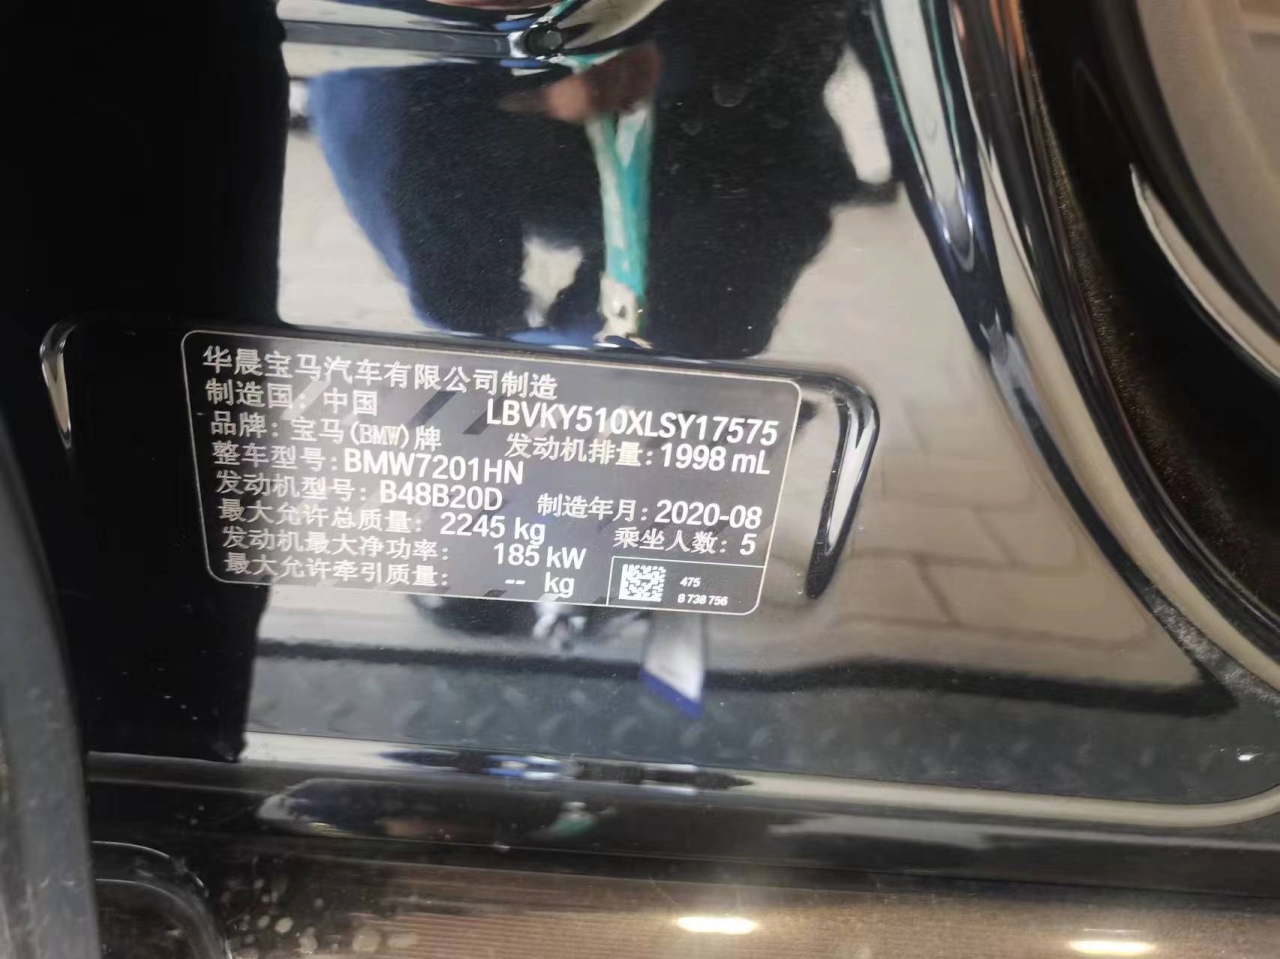 华晨宝马汽车有限公司制造
制造国: 中国 LBVKY510XLSY17575
品牌: 宝马(BMW)牌 发动机排量: 1998 mL
整车型号: BMW7201HN
发动机型号: B48B20D 制造年月: 2020-08
最大允许总质量: 2245 kg 乘坐人数: 5
发动机最大净功率: 185 kW
最大允许牵引质量: -- kg
475
8 738 756